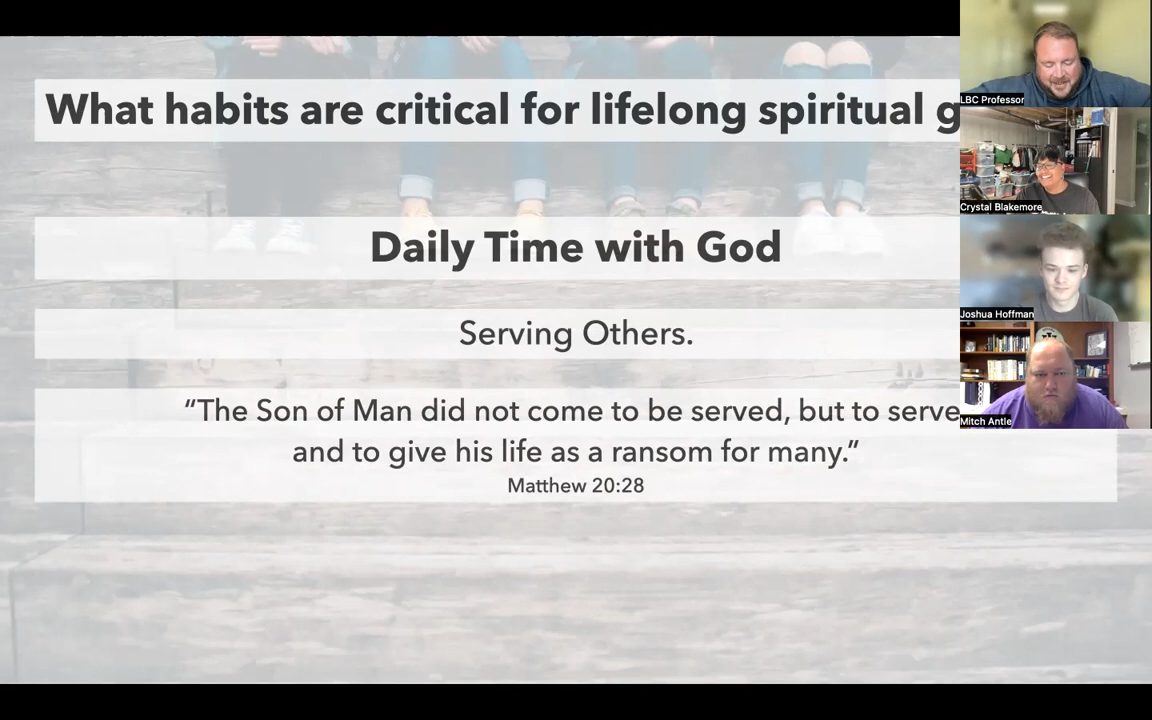 What habits are critical for lifelong spiritual
Daily Time with God
Serving Others.
“The Son of Man did not come to be served, but to serve
and to give his life as a ransom for many.”
Matthew 20:28
LBC Professor
Crystal Blakemore
Joshua Hoffman
Mitch Antle